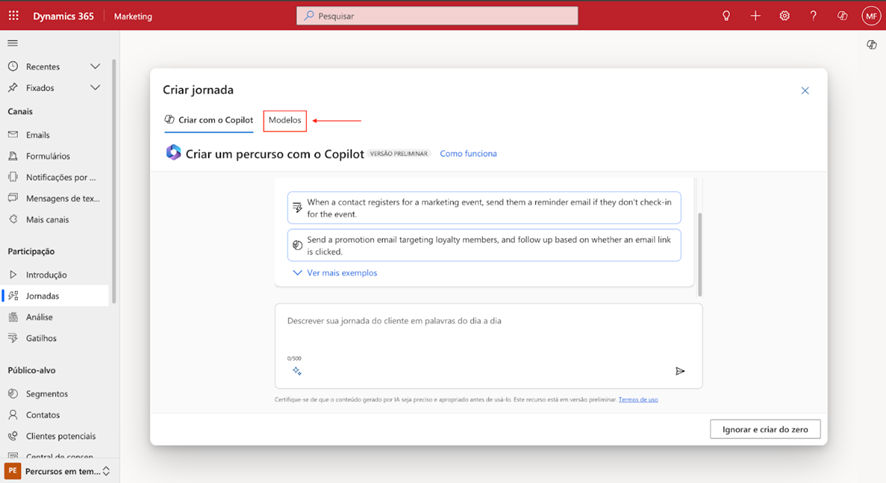 Dynamics 365
Marketing
Pesquisar
MF
Recentes
Fixados
Canais
Emails
Formulários
Notificações por ...
Mensagens de tex...
Mais canais
Participação
Introdução
Jornadas
Análise
Gatilhos
Público-alvo
Segmentos
Contatos
Clientes potenciais
Central de consen
PE Percursos em tem...
Criar jornada
Criar com o Copilot
Modelos
Criar um percurso com o Copilot VERSÃO PRELIMINAR Como funciona
When a contact registers for a marketing event, send them a reminder email if they don't check-in
for the event.
Send a promotion email targeting loyalty members, and follow up based on whether an email link
is clicked.
Ver mais exemplos
Descrever sua jornada do cliente em palavras do dia a dia
0/500
Certifique-se de que o conteúdo gerado por IA seja preciso e apropriado antes de usá-lo. Este recurso está em versão preliminar. Termos de uso
Ignorar e criar do zero